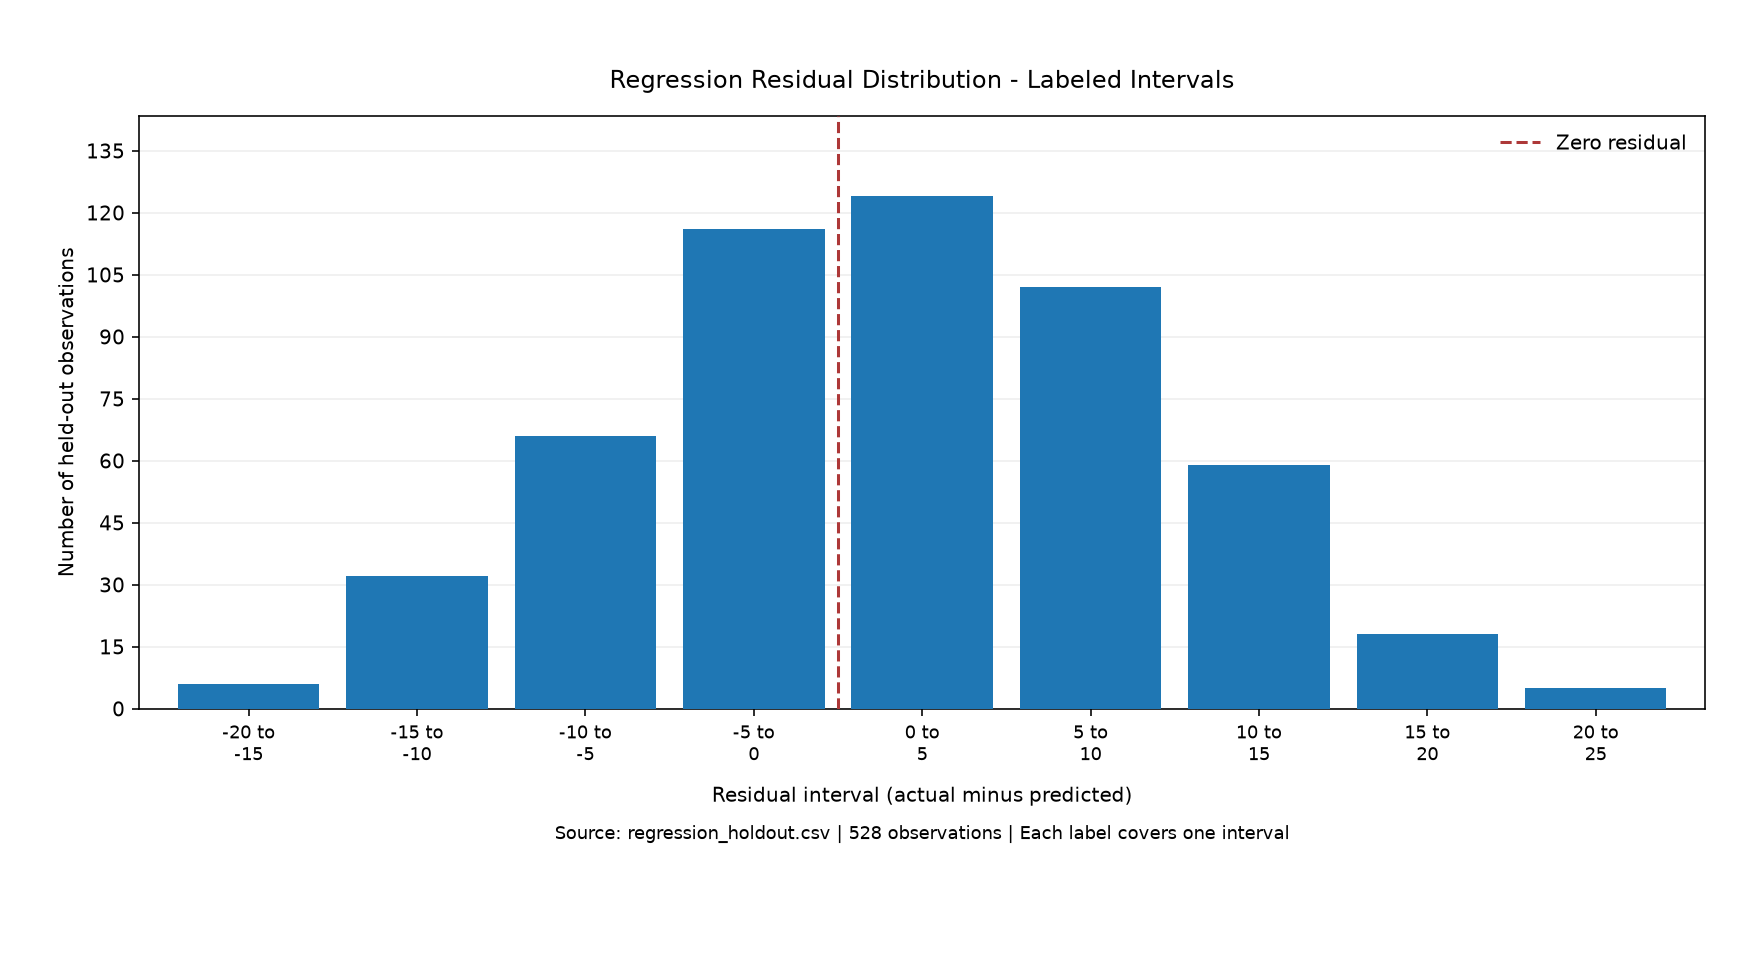 Regression Residual Distribution - Labeled Intervals
Zero residual
Number of held-out observations
135
120
105
90
75
60
45
30
15
0
-20 to
-15
-15 to
-10
-10 to
-5
-5 to
0
0 to
5
5 to
10
10 to
15
15 to
20
20 to
25
Residual interval (actual minus predicted)
Source: regression_holdout.csv | 528 observations | Each label covers one interval